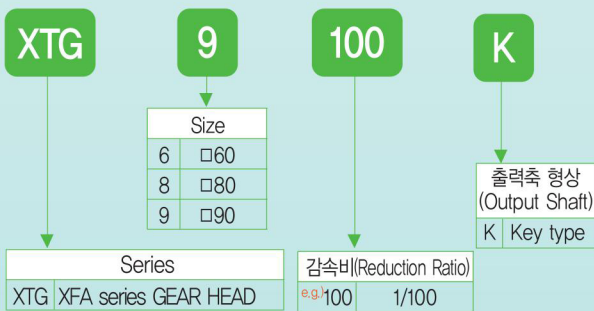 XTG 9 100 K
Size
6 □60
8 □80
9 □90
출력축 형상
(Output Shaft)
K Key type
Series
XTG XFA series GEAR HEAD
감속비(Reduction Ratio)
e.g.)100 1/100